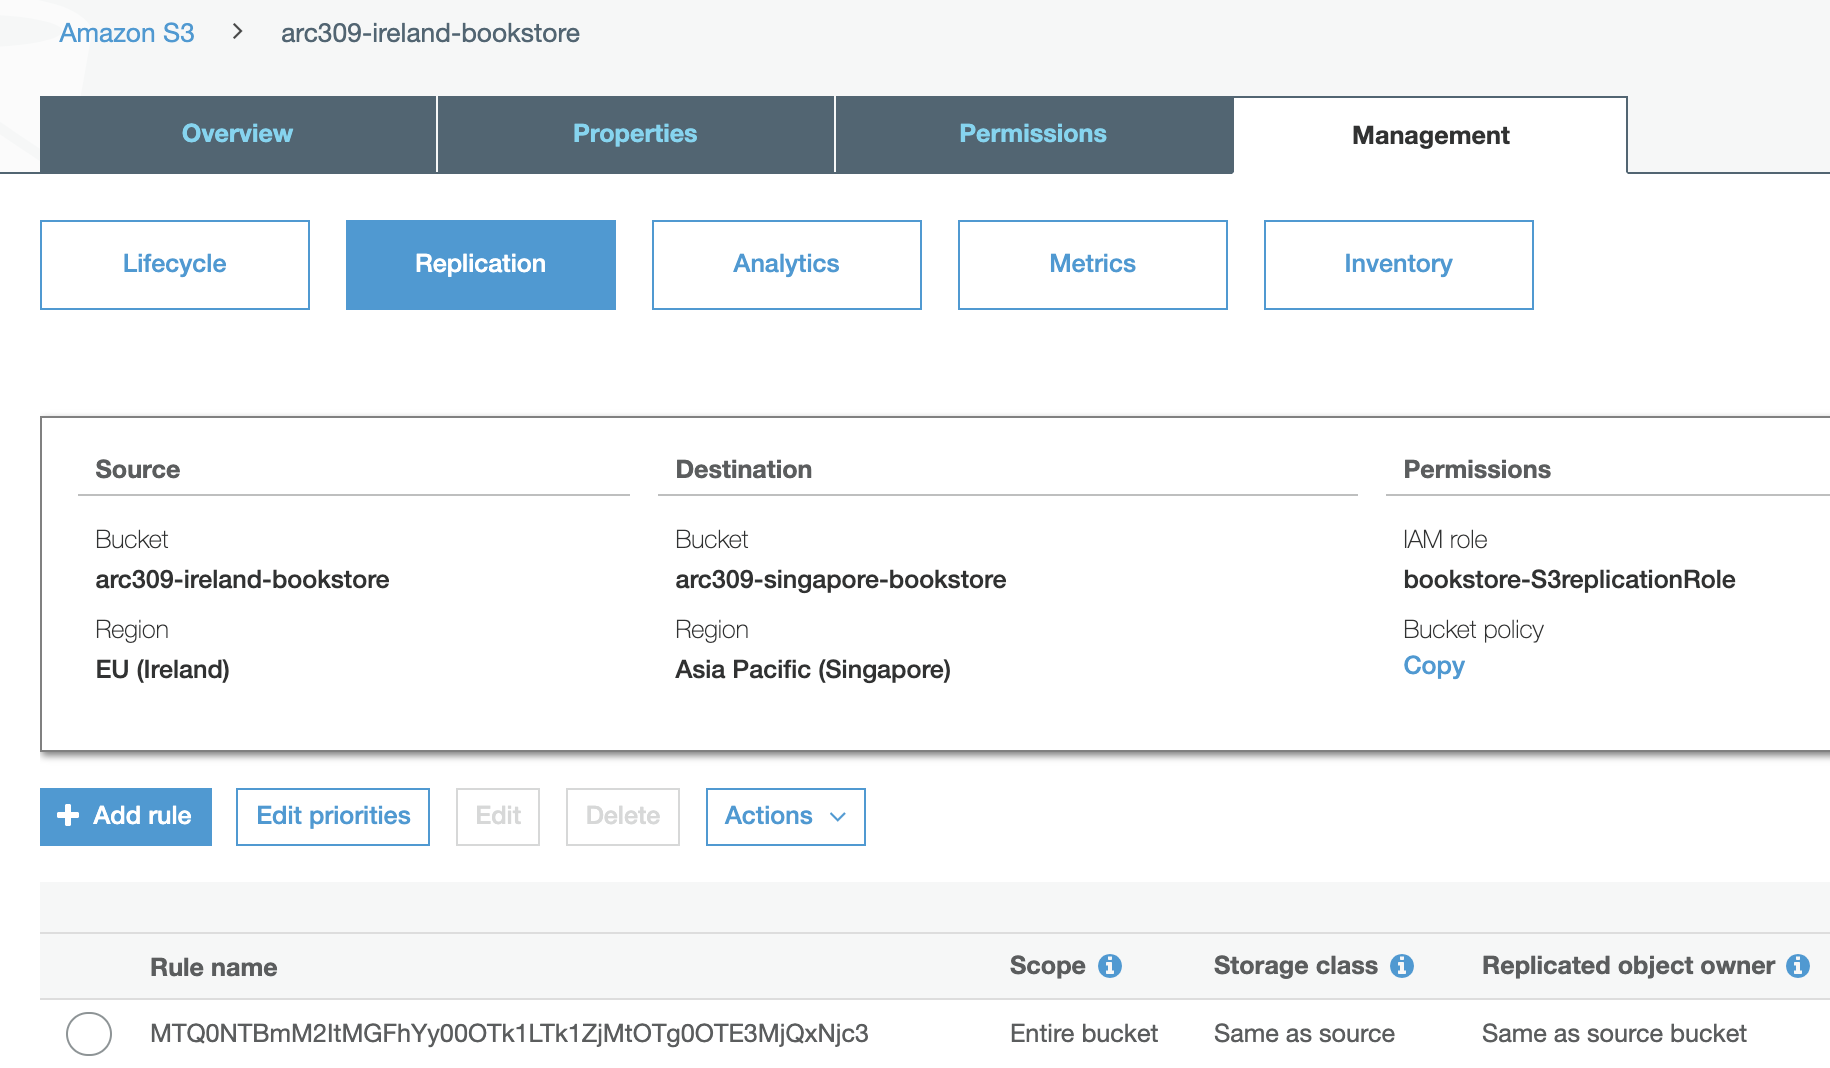 Amazon S3 > arc309-ireland-bookstore
Overview Properties Permissions Management
Lifecycle Replication Analytics Metrics Inventory
Source Destination Permissions
Bucket Bucket IAM role
arc309-ireland-bookstore arc309-singapore-bookstore bookstore-S3replicationRole
Region Region Bucket policy
EU (Ireland) Asia Pacific (Singapore) Copy
+ Add rule Edit priorities Edit Delete Actions
Rule name Scope Storage class Replicated object owner
MTQ0NTBmM2ItMGFhYy00OTk1LTk1ZjMtOTg0OTE3MjQxNjc3 Entire bucket Same as source Same as source bucket